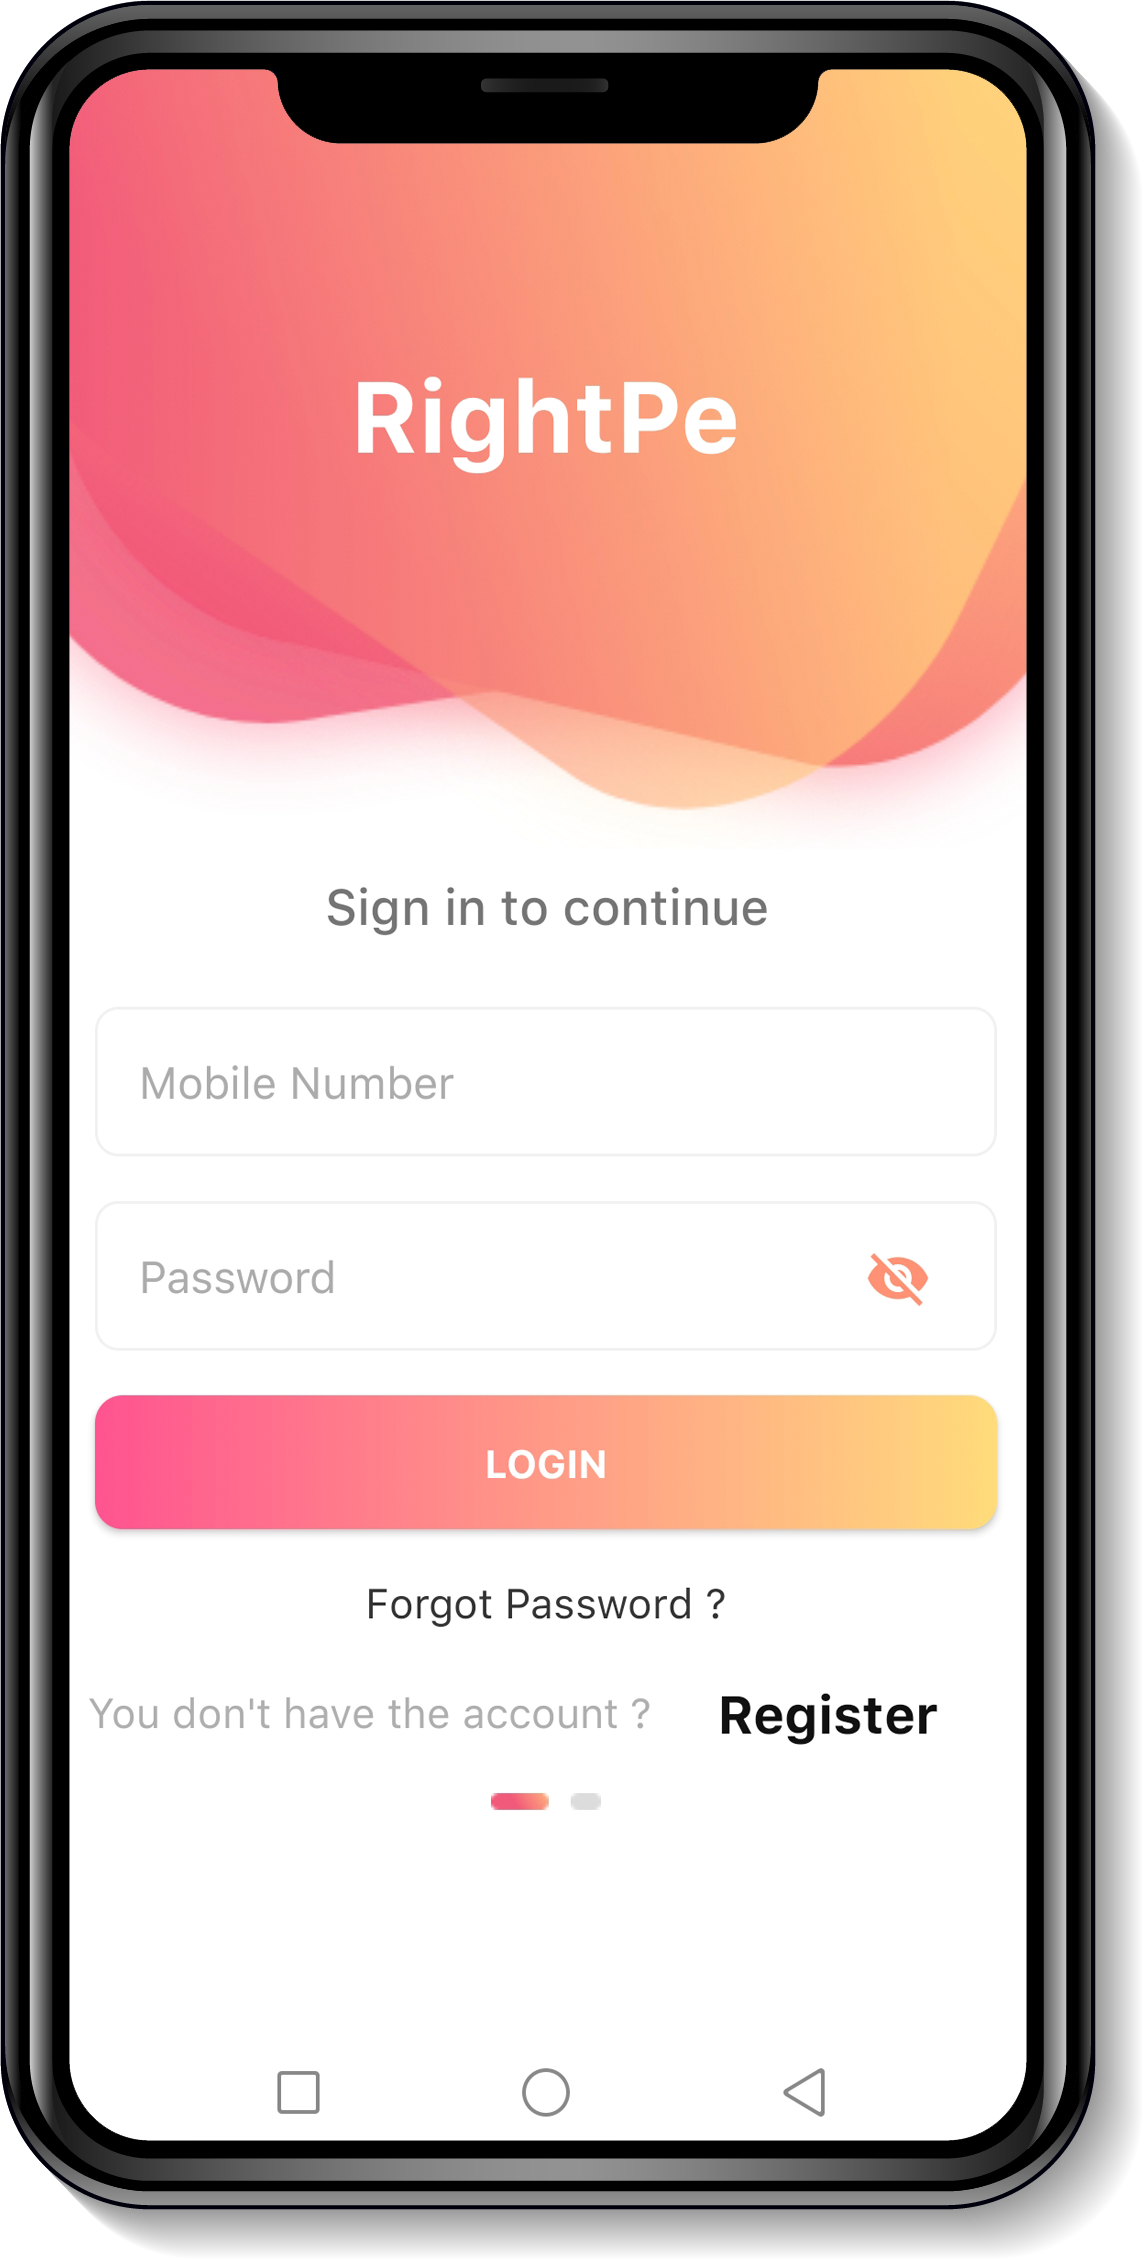 RightPe
Sign in to continue
Mobile Number
Password
LOGIN
Forgot Password ?
You don't have the account ? Register